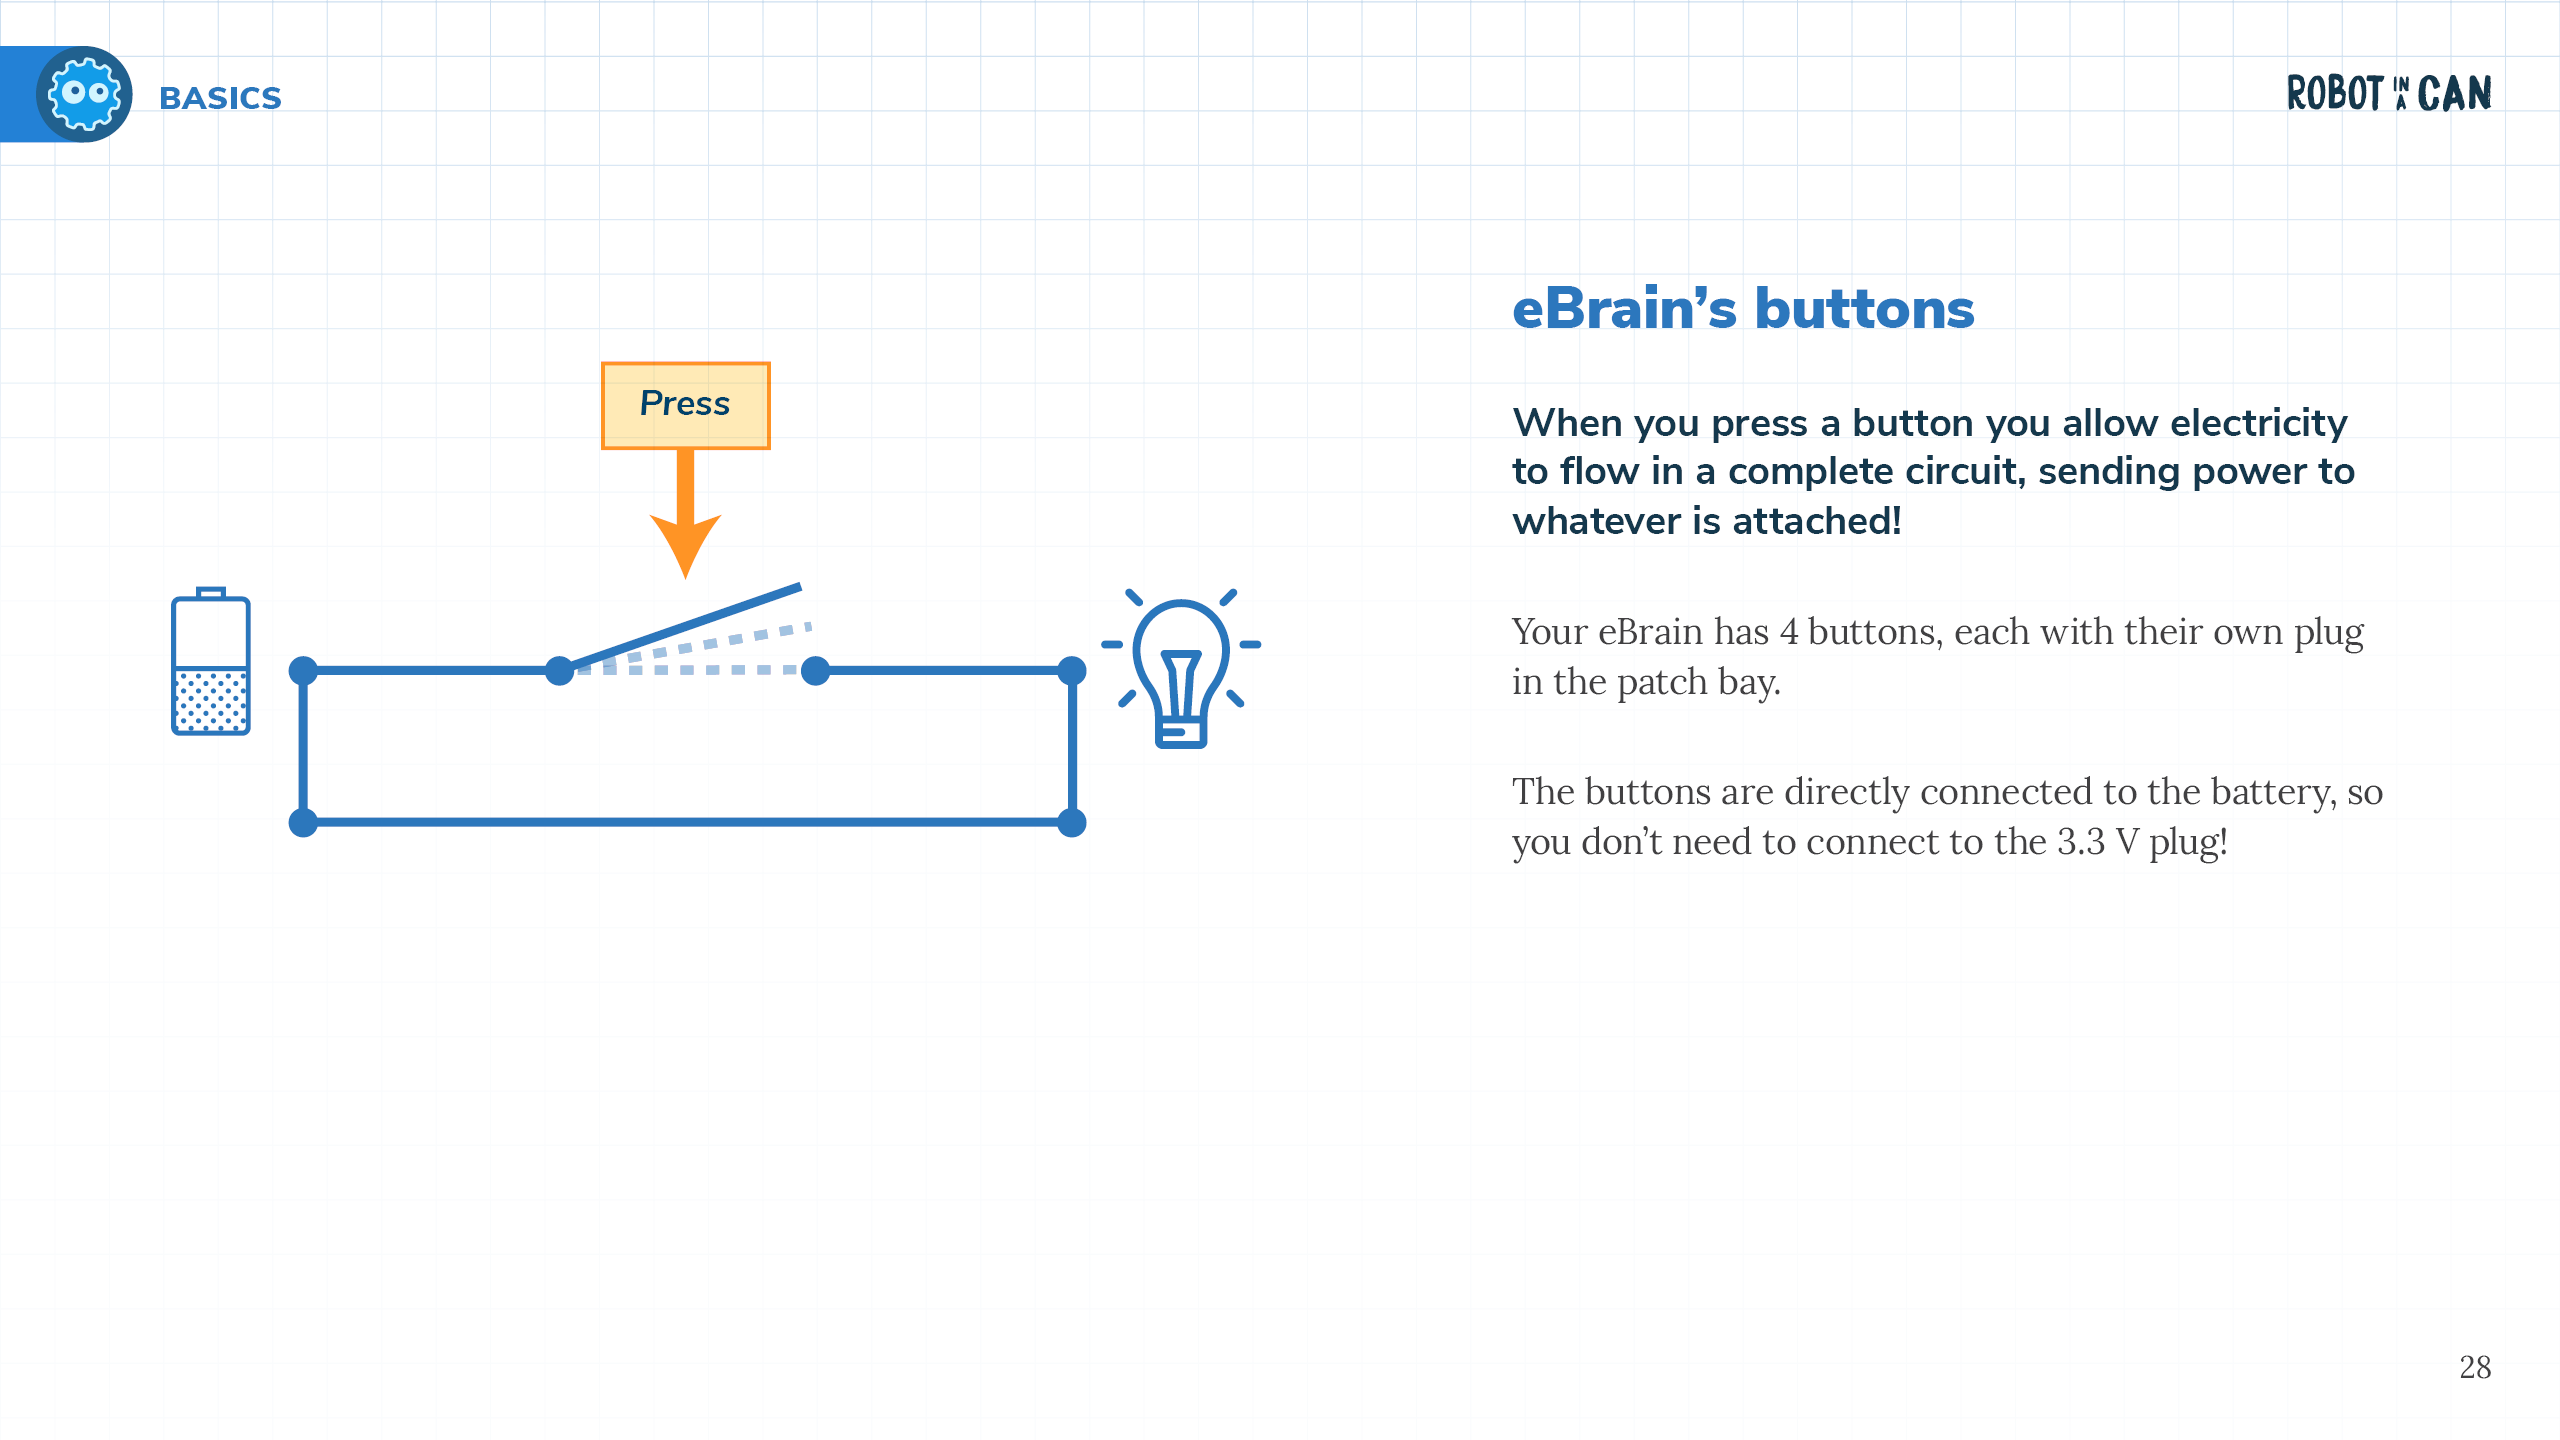 BASICS
ROBOT IN A CAN
Press
eBrain’s buttons
When you press a button you allow electricity
to flow in a complete circuit, sending power to
whatever is attached!
Your eBrain has 4 buttons, each with their own plug
in the patch bay.
The buttons are directly connected to the battery, so
you don’t need to connect to the 3.3 V plug!
28